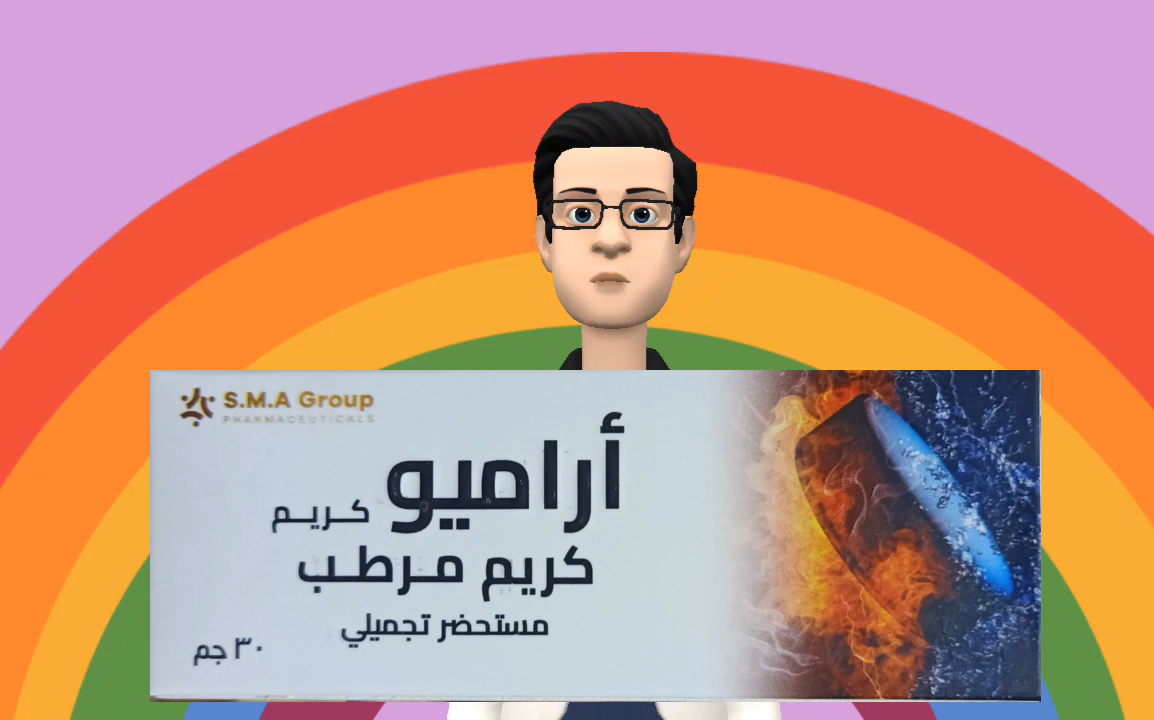 S.M.A Group
PHARMACEUTICALS
أراميو كريم
كريم مرطب
مستحضر تجميلي
٣٠ جم